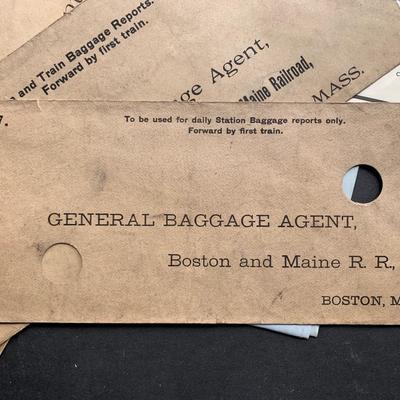 and Train Baggage Reports.
Forward by first train.
Agent,
Maine Railroad,
MASS.
7.
To be used for daily Station Baggage reports only.
Forward by first train.
GENERAL BAGGAGE AGENT,
Boston and Maine R. R.,
BOSTON, M